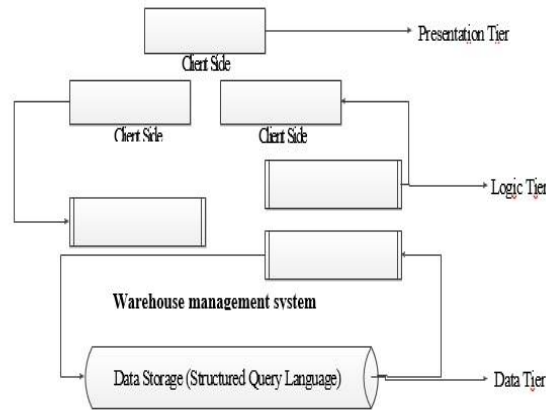 Presentation Tier
Client Side
Client Side
Client Side
Logic Tier
Warehouse management system
Data Storage (Structured Query Language)
Data Tier